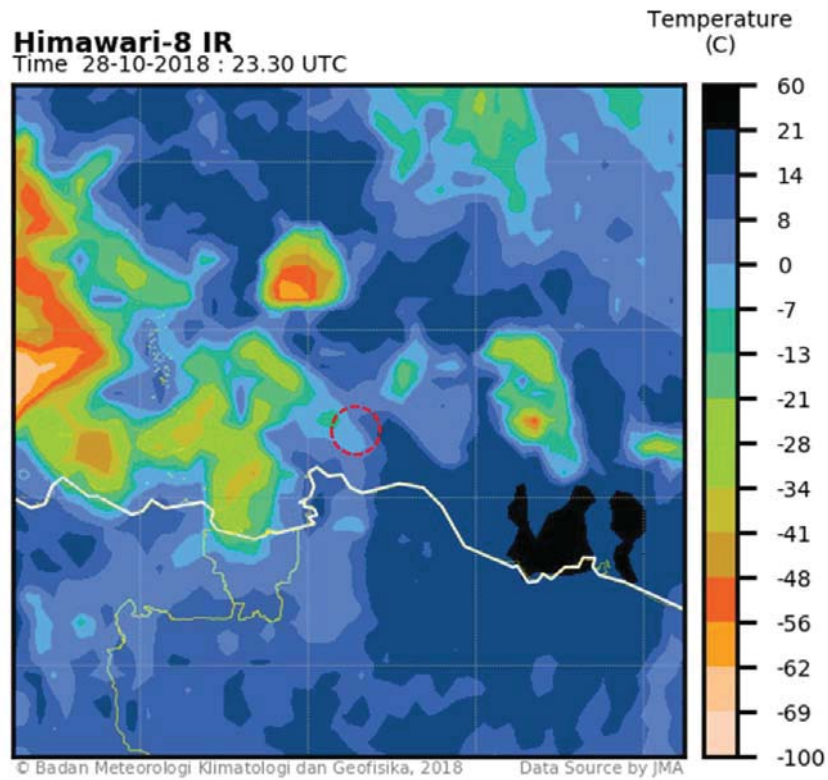 Himawari-8 IR
Time 28-10-2018 : 23.30 UTC
Temperature
(C)
60
21
14
8
0
-7
-13
-21
-28
-34
-41
-48
-56
-62
-69
-100
© Badan Meteorologi Klimatologi dan Geofisika, 2018
Data Source by JMA